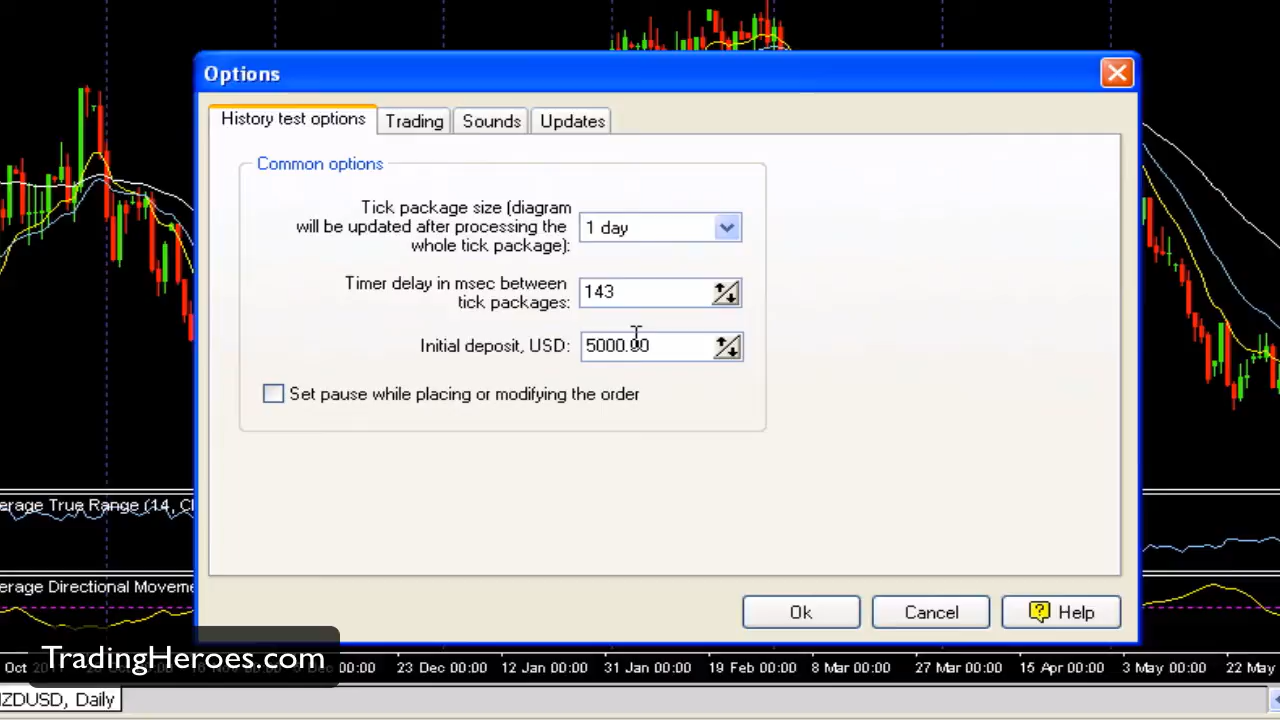 Options
History test options
Trading
Sounds
Updates
Common options
Tick package size (diagram
will be updated after processing the
whole tick package):
1 day
Timer delay in msec between
tick packages:
143
Initial deposit, USD:
5000.00
Set pause while placing or modifying the order
erage True Range (14, Cl
erage Directional Moveme
Ok
Cancel
Help
TradingHeroes.com
Oct
00:00
23 Dec 00:00
12 Jan 00:00
31 Jan 00:00
19 Feb 00:00
8 Mar 00:00
27 Mar 00:00
15 Apr 00:00
3 May 00:00
22 May
ZDUSD, Daily